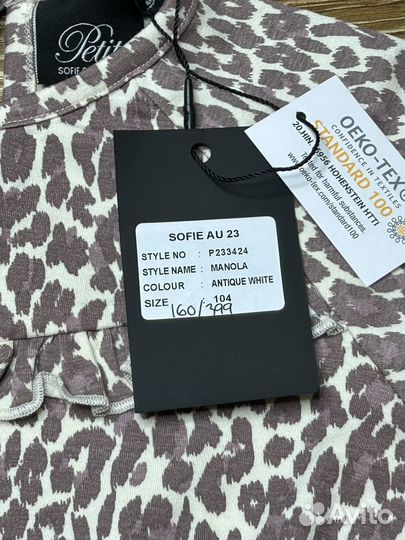 Petit
SOFIE
OEKO-TEX
CONFIDENCE IN TEXTILES
STANDARD 100
HOHENSTEIN HTTI
Tested for harmful substances.
www.oeko-tex.com/standard100
SOFIE AU 23
STYLE NO : P233424
STYLE NAME : MANOLA
COLOUR : ANTIQUE WHITE
SIZE : 104
160/399
Avito